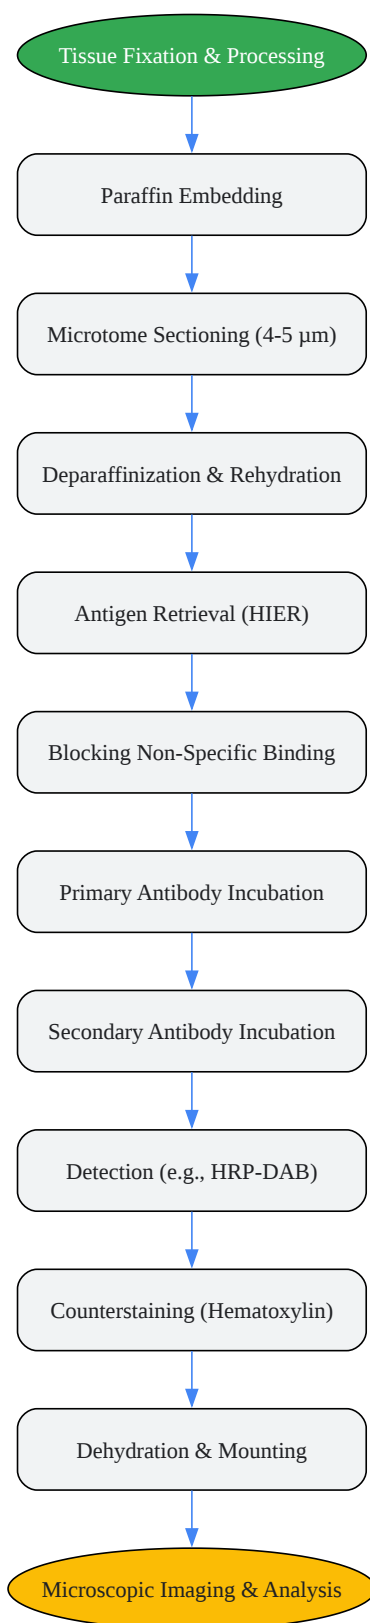 Tissue Fixation & Processing
Paraffin Embedding
Microtome Sectioning (4-5 µm)
Deparaffinization & Rehydration
Antigen Retrieval (HIER)
Blocking Non-Specific Binding
Primary Antibody Incubation
Secondary Antibody Incubation
Detection (e.g., HRP-DAB)
Counterstaining (Hematoxylin)
Dehydration & Mounting
Microscopic Imaging & Analysis